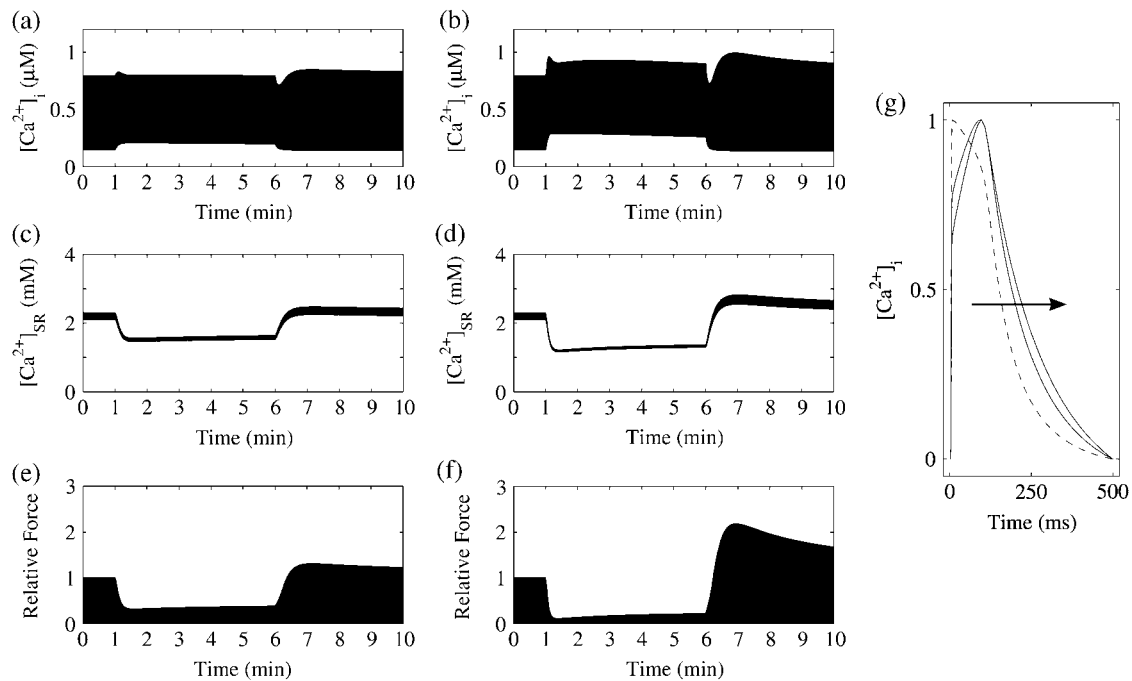 (a)
[Ca²⁺]ᵢ (μM)
1
0.5
0
0 1 2 3 4 5 6 7 8 9 10
Time (min)
(b)
[Ca²⁺]ᵢ (μM)
1
0.5
0
0 1 2 3 4 5 6 7 8 9 10
Time (min)
(c)
[Ca²⁺]SR (mM)
4
2
0
0 1 2 3 4 5 6 7 8 9 10
Time (min)
(d)
[Ca²⁺]SR (mM)
4
2
0
0 1 2 3 4 5 6 7 8 9 10
Time (min)
(e)
Relative Force
3
2
1
0
0 1 2 3 4 5 6 7 8 9 10
Time (min)
(f)
Relative Force
3
2
1
0
0 1 2 3 4 5 6 7 8 9 10
Time (min)
(g)
[Ca²⁺]ᵢ
1
0.5
0
0 250 500
Time (ms)